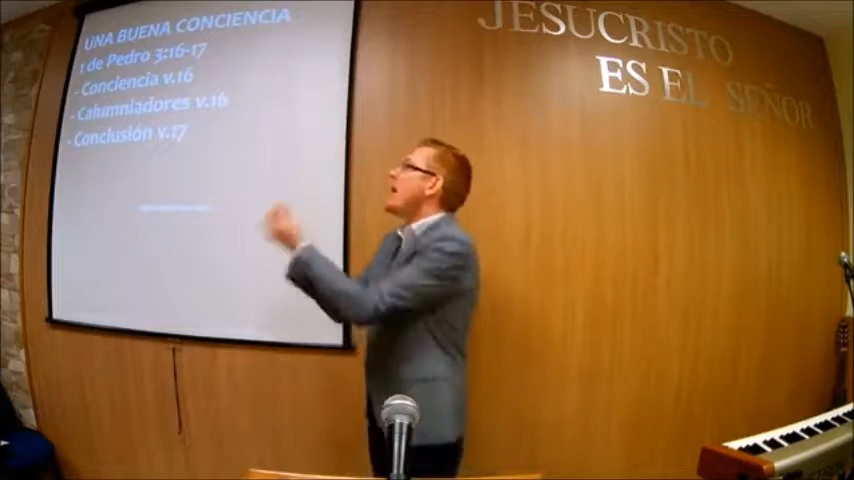 UNA BUENA CONCIENCIA
1 de Pedro 3:16-17
- Conciencia v.16
- Calumniadores v.16
- Conclusión v.17
JESUCRISTO
ES EL SEÑOR